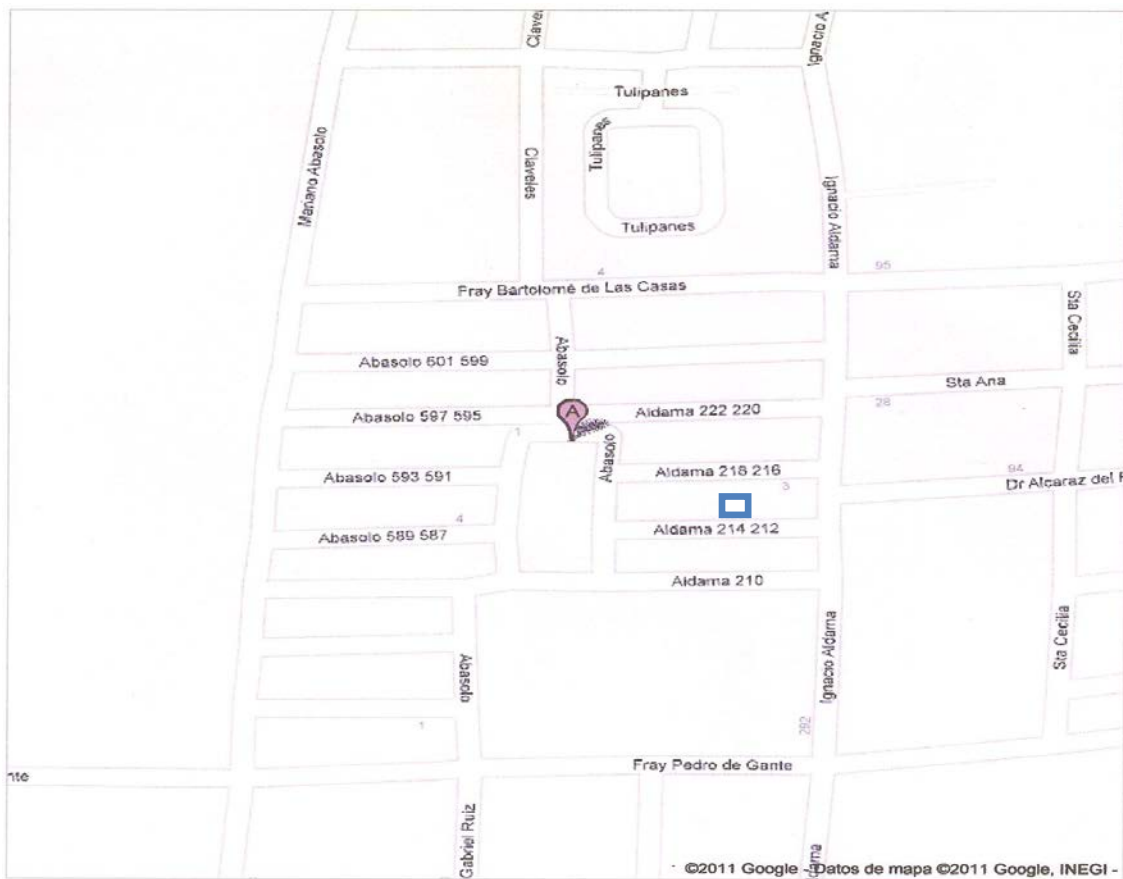 Clavel
Ignacio A
Tulipanes
Tulipanes
Mariano Abasolo
Claveles
Tulipanes
Ignacio Aldama
95
4
Fray Bartolomé de Las Casas
Sta Cecilia
Abasolo 601 599
Abasolo
Sta Ana
28
A
Abasolo 597 595
Aldama 222 220
1
Abasolo
Abasolo 593 591
Aldama 218 216
94
3
Dr Alcaraz del
4
Abasolo 589 587
Aldama 214 212
Aldama 210
Ignacio Aldama
Sta Cecilia
Abasolo
1
292
nte
Fray Pedro de Gante
Gabriel Ruiz
dama
©2011 Google - Datos de mapa ©2011 Google, INEGI -